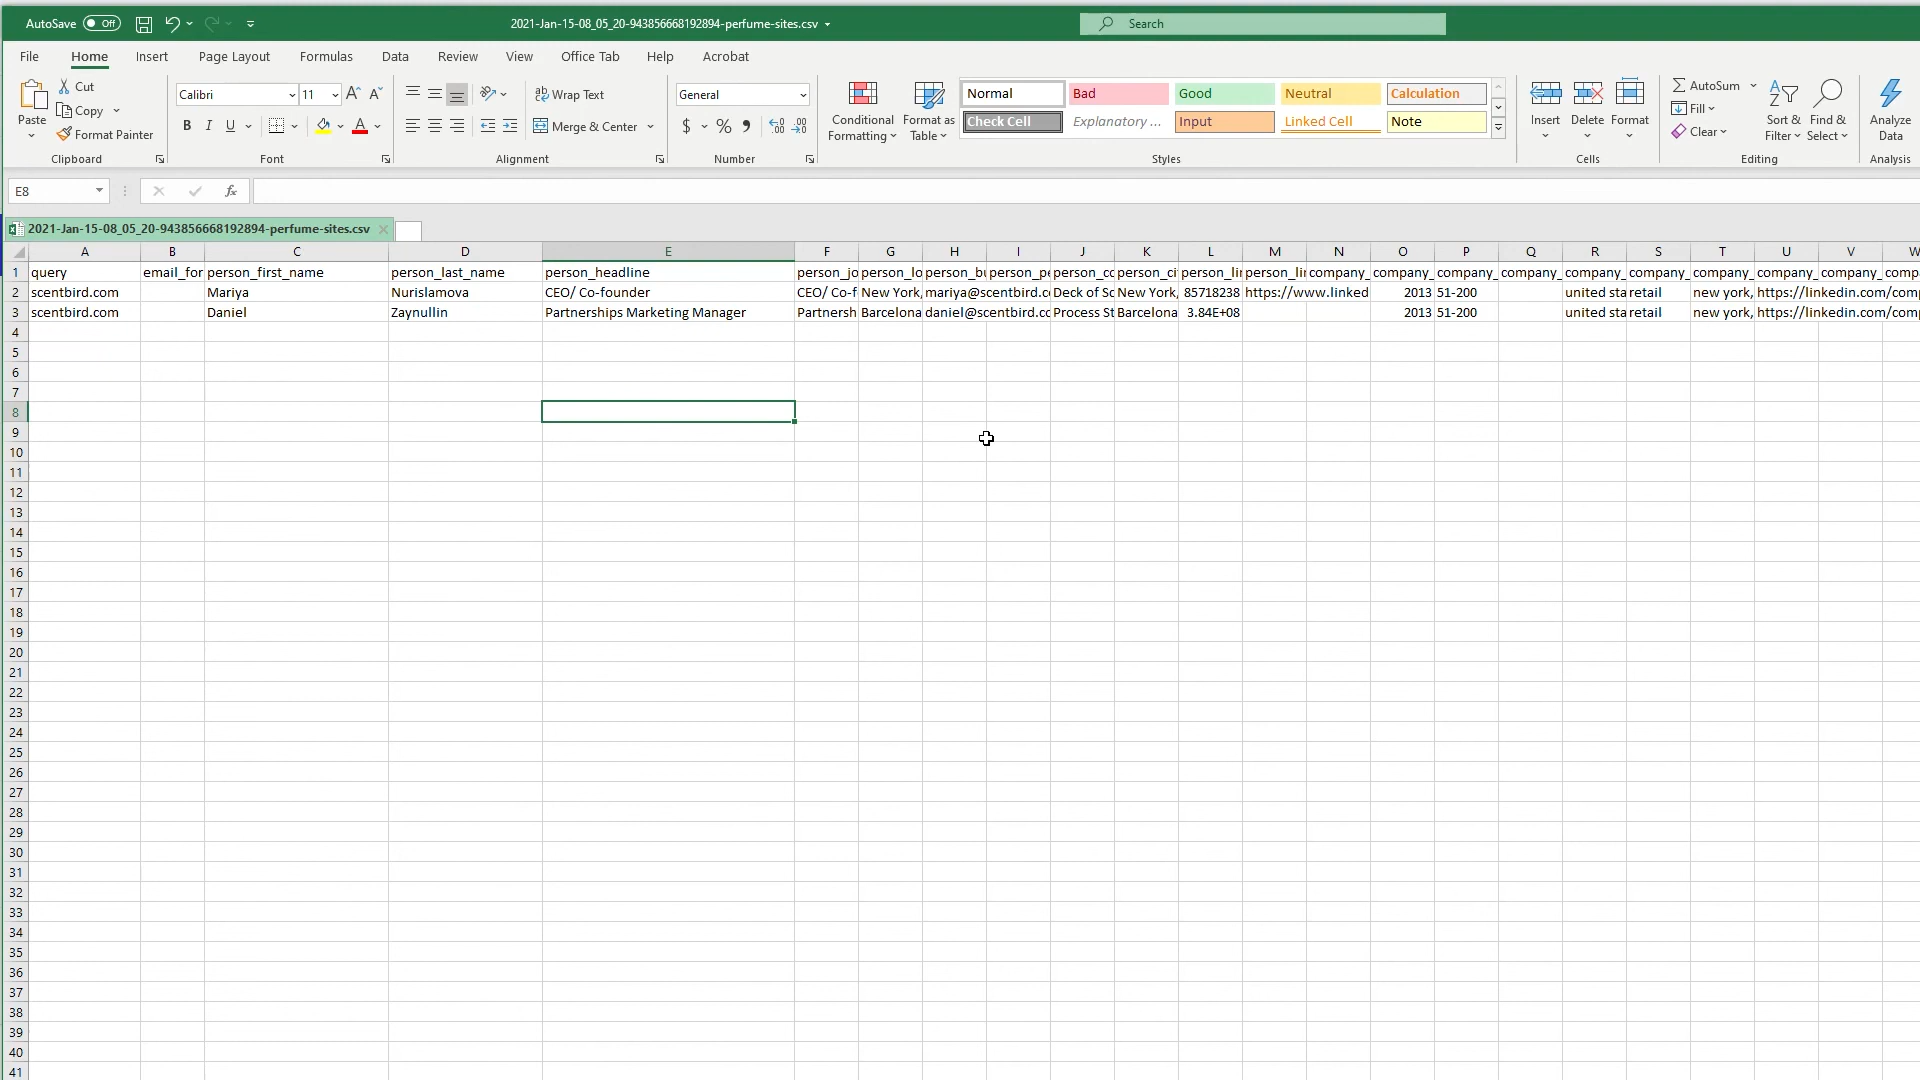 AutoSave Off 2021-Jan-15-08_05_20-943856668192894-perfume-sites.csv Search
File Home Insert Page Layout Formulas Data Review View Office Tab Help Acrobat
Paste
Cut
Copy
Format Painter
Clipboard
Calibri 11 A A
B I U A
Font
Wrap Text
Merge & Center
Alignment
General
$ % 9
Number
Conditional Formatting
Format as Table
Normal Bad Good Neutral Calculation
Check Cell Explanatory ... Input Linked Cell Note
Styles
Insert Delete Format
Cells
AutoSum
Fill
Clear
Sort & Filter
Find & Select
Editing
Analyze Data
Analysis
E8 fx
2021-Jan-15-08_05_20-943856668192894-perfume-sites.csv
A B C D E F G H I J K L M N O P Q R S T U V W
1 query email_for person_first_name person_last_name person_headline person_jo person_lo person_bu person_pe person_co person_cit person_lin person_lin company_ company_ company_ company_ company_ company_ company_ company_ company_ comp
2 scentbird.com Mariya Nurislamova CEO/ Co-founder CEO/ Co-f New York, mariya@scentbird.co Deck of Sc New York, 85718238 https://www.linked 2013 51-200 united sta retail new york, https://linkedin.com/comp
3 scentbird.com Daniel Zaynullin Partnerships Marketing Manager Partnersh Barcelona daniel@scentbird.co Process St Barcelona 3.84E+08 2013 51-200 united sta retail new york, https://linkedin.com/comp
4
5
6
7
8
9
10
11
12
13
14
15
16
17
18
19
20
21
22
23
24
25
26
27
28
29
30
31
32
33
34
35
36
37
38
39
40
41